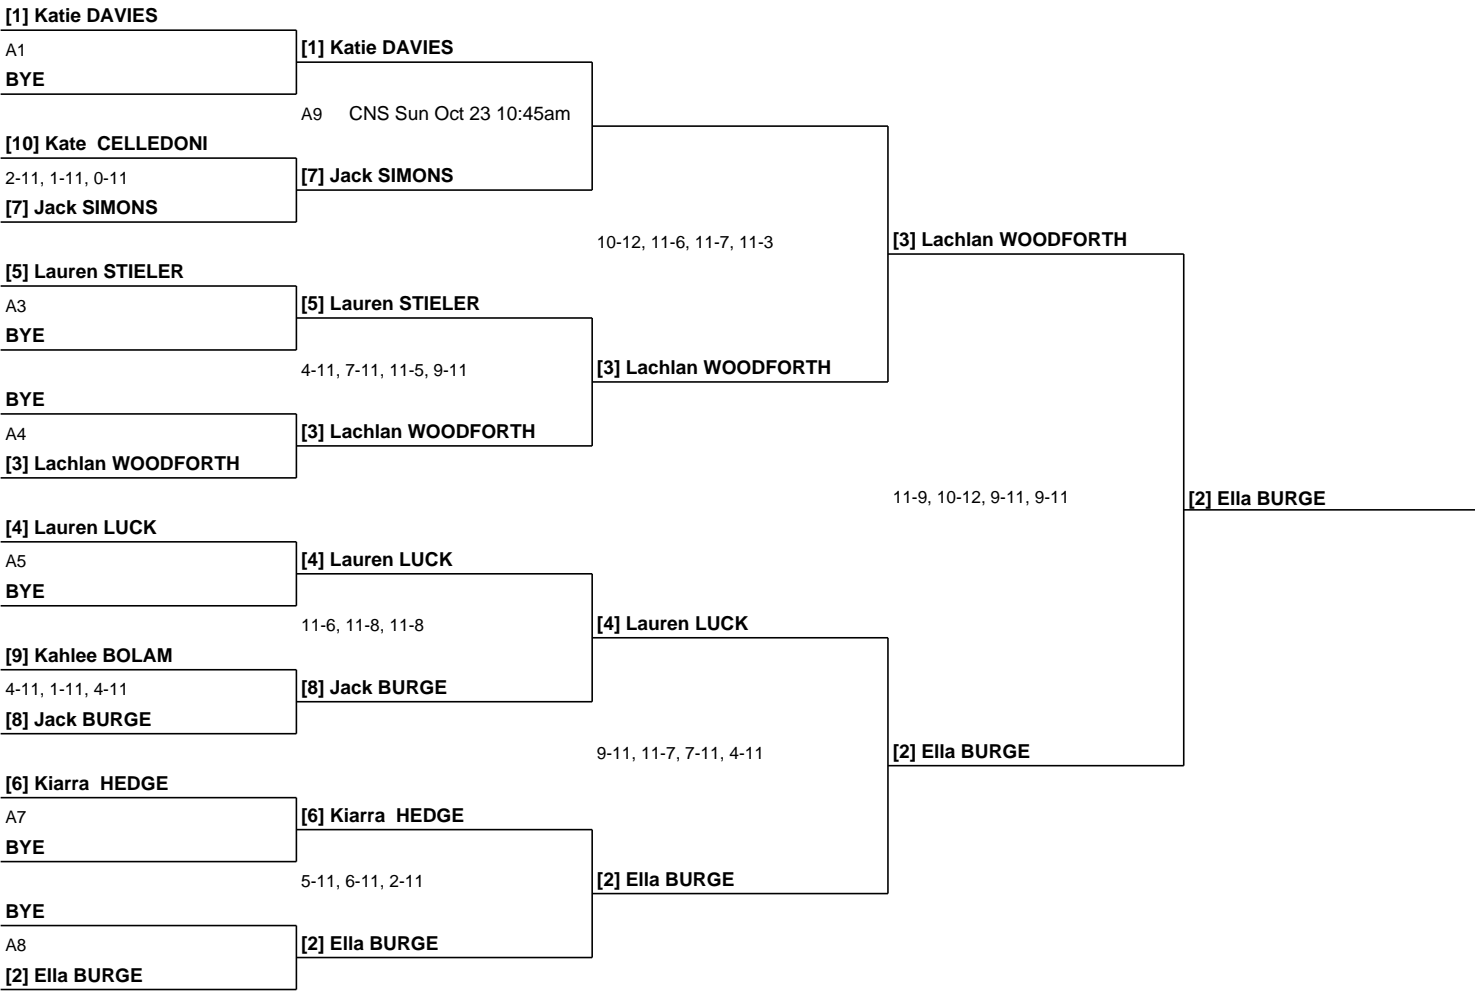 [1] Katie DAVIES
A1
BYE
[1] Katie DAVIES
A9 CNS Sun Oct 23 10:45am
[10] Kate  CELLEDONI
2-11, 1-11, 0-11
[7] Jack SIMONS
[7] Jack SIMONS
10-12, 11-6, 11-7, 11-3
[3] Lachlan WOODFORTH
[5] Lauren STIELER
A3
BYE
[5] Lauren STIELER
4-11, 7-11, 11-5, 9-11
[3] Lachlan WOODFORTH
BYE
A4
[3] Lachlan WOODFORTH
[3] Lachlan WOODFORTH
11-9, 10-12, 9-11, 9-11
[2] Ella BURGE
[4] Lauren LUCK
A5
BYE
[4] Lauren LUCK
11-6, 11-8, 11-8
[4] Lauren LUCK
[9] Kahlee BOLAM
4-11, 1-11, 4-11
[8] Jack BURGE
[8] Jack BURGE
9-11, 11-7, 7-11, 4-11
[2] Ella BURGE
[6] Kiarra  HEDGE
A7
BYE
[6] Kiarra  HEDGE
5-11, 6-11, 2-11
[2] Ella BURGE
BYE
A8
[2] Ella BURGE
[2] Ella BURGE